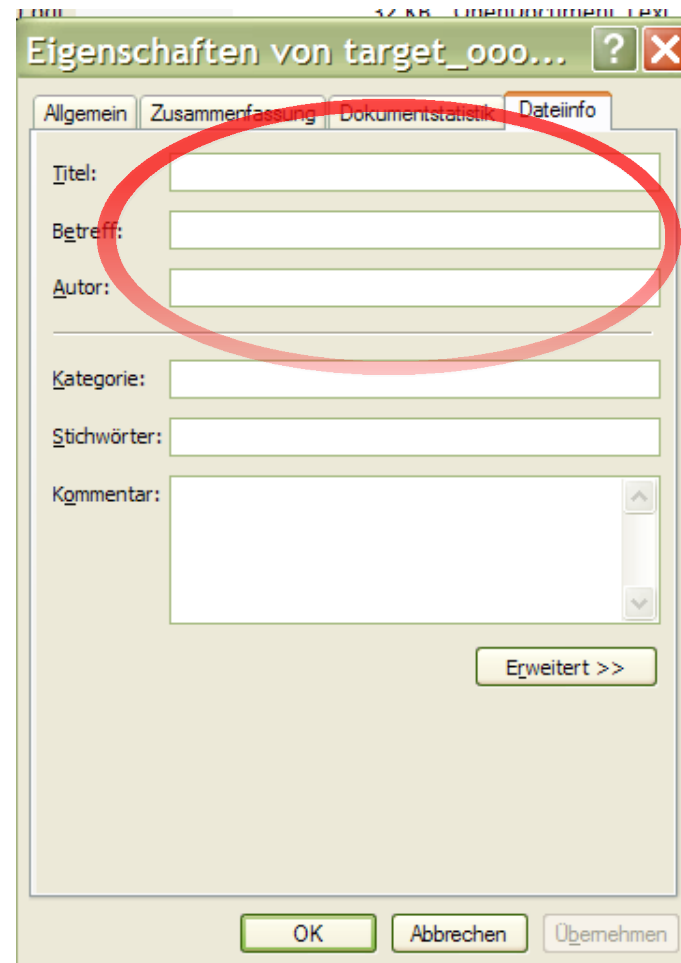 32 KB OpenDocument Text
Eigenschaften von target_ooo...
Allgemein Zusammenfassung Dokumentstatistik Dateiinfo
Titel:
Betreff:
Autor:
Kategorie:
Stichwörter:
Kommentar:
Erweitert >>
OK Abbrechen Übernehmen